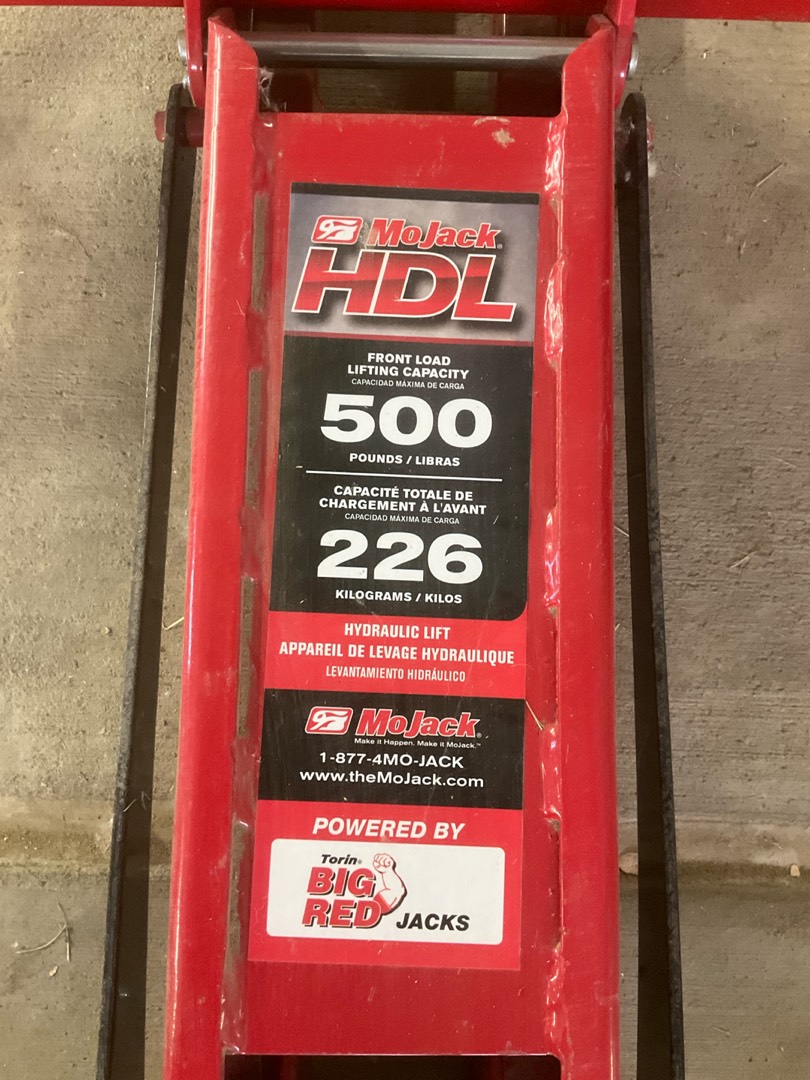 MoJack®
HDL
FRONT LOAD
LIFTING CAPACITY
CAPACIDAD MÁXIMA DE CARGA
500
POUNDS / LIBRAS
CAPACITÉ TOTALE DE
CHARGEMENT À L'AVANT
CAPACIDAD MÁXIMA DE CARGA
226
KILOGRAMS / KILOS
HYDRAULIC LIFT
APPAREIL DE LEVAGE HYDRAULIQUE
LEVANTAMIENTO HIDRÁULICO
MoJack®
Make it Happen. Make it MoJack.™
1-877-4MO-JACK
www.theMoJack.com
POWERED BY
Torin®
BIG
RED
JACKS